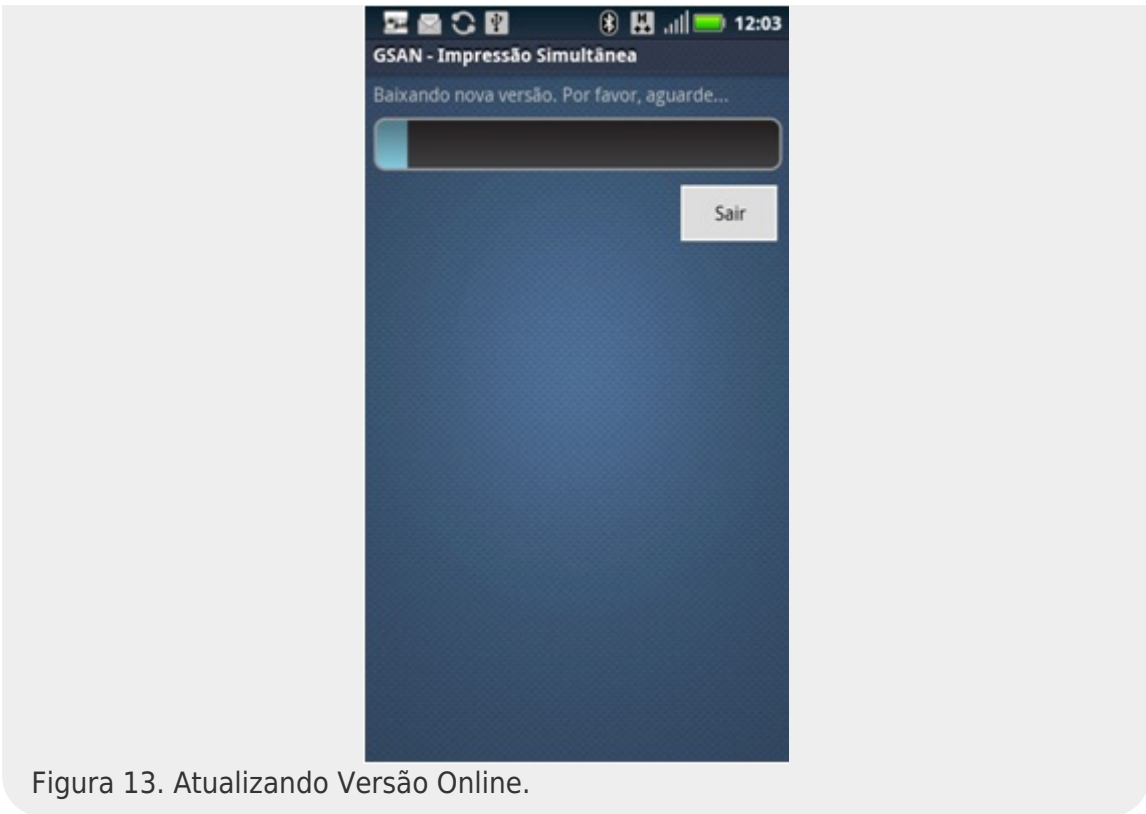 12:03
GSAN - Impressão Simultânea
Baixando nova versão. Por favor, aguarde...
Sair
Figura 13. Atualizando Versão Online.